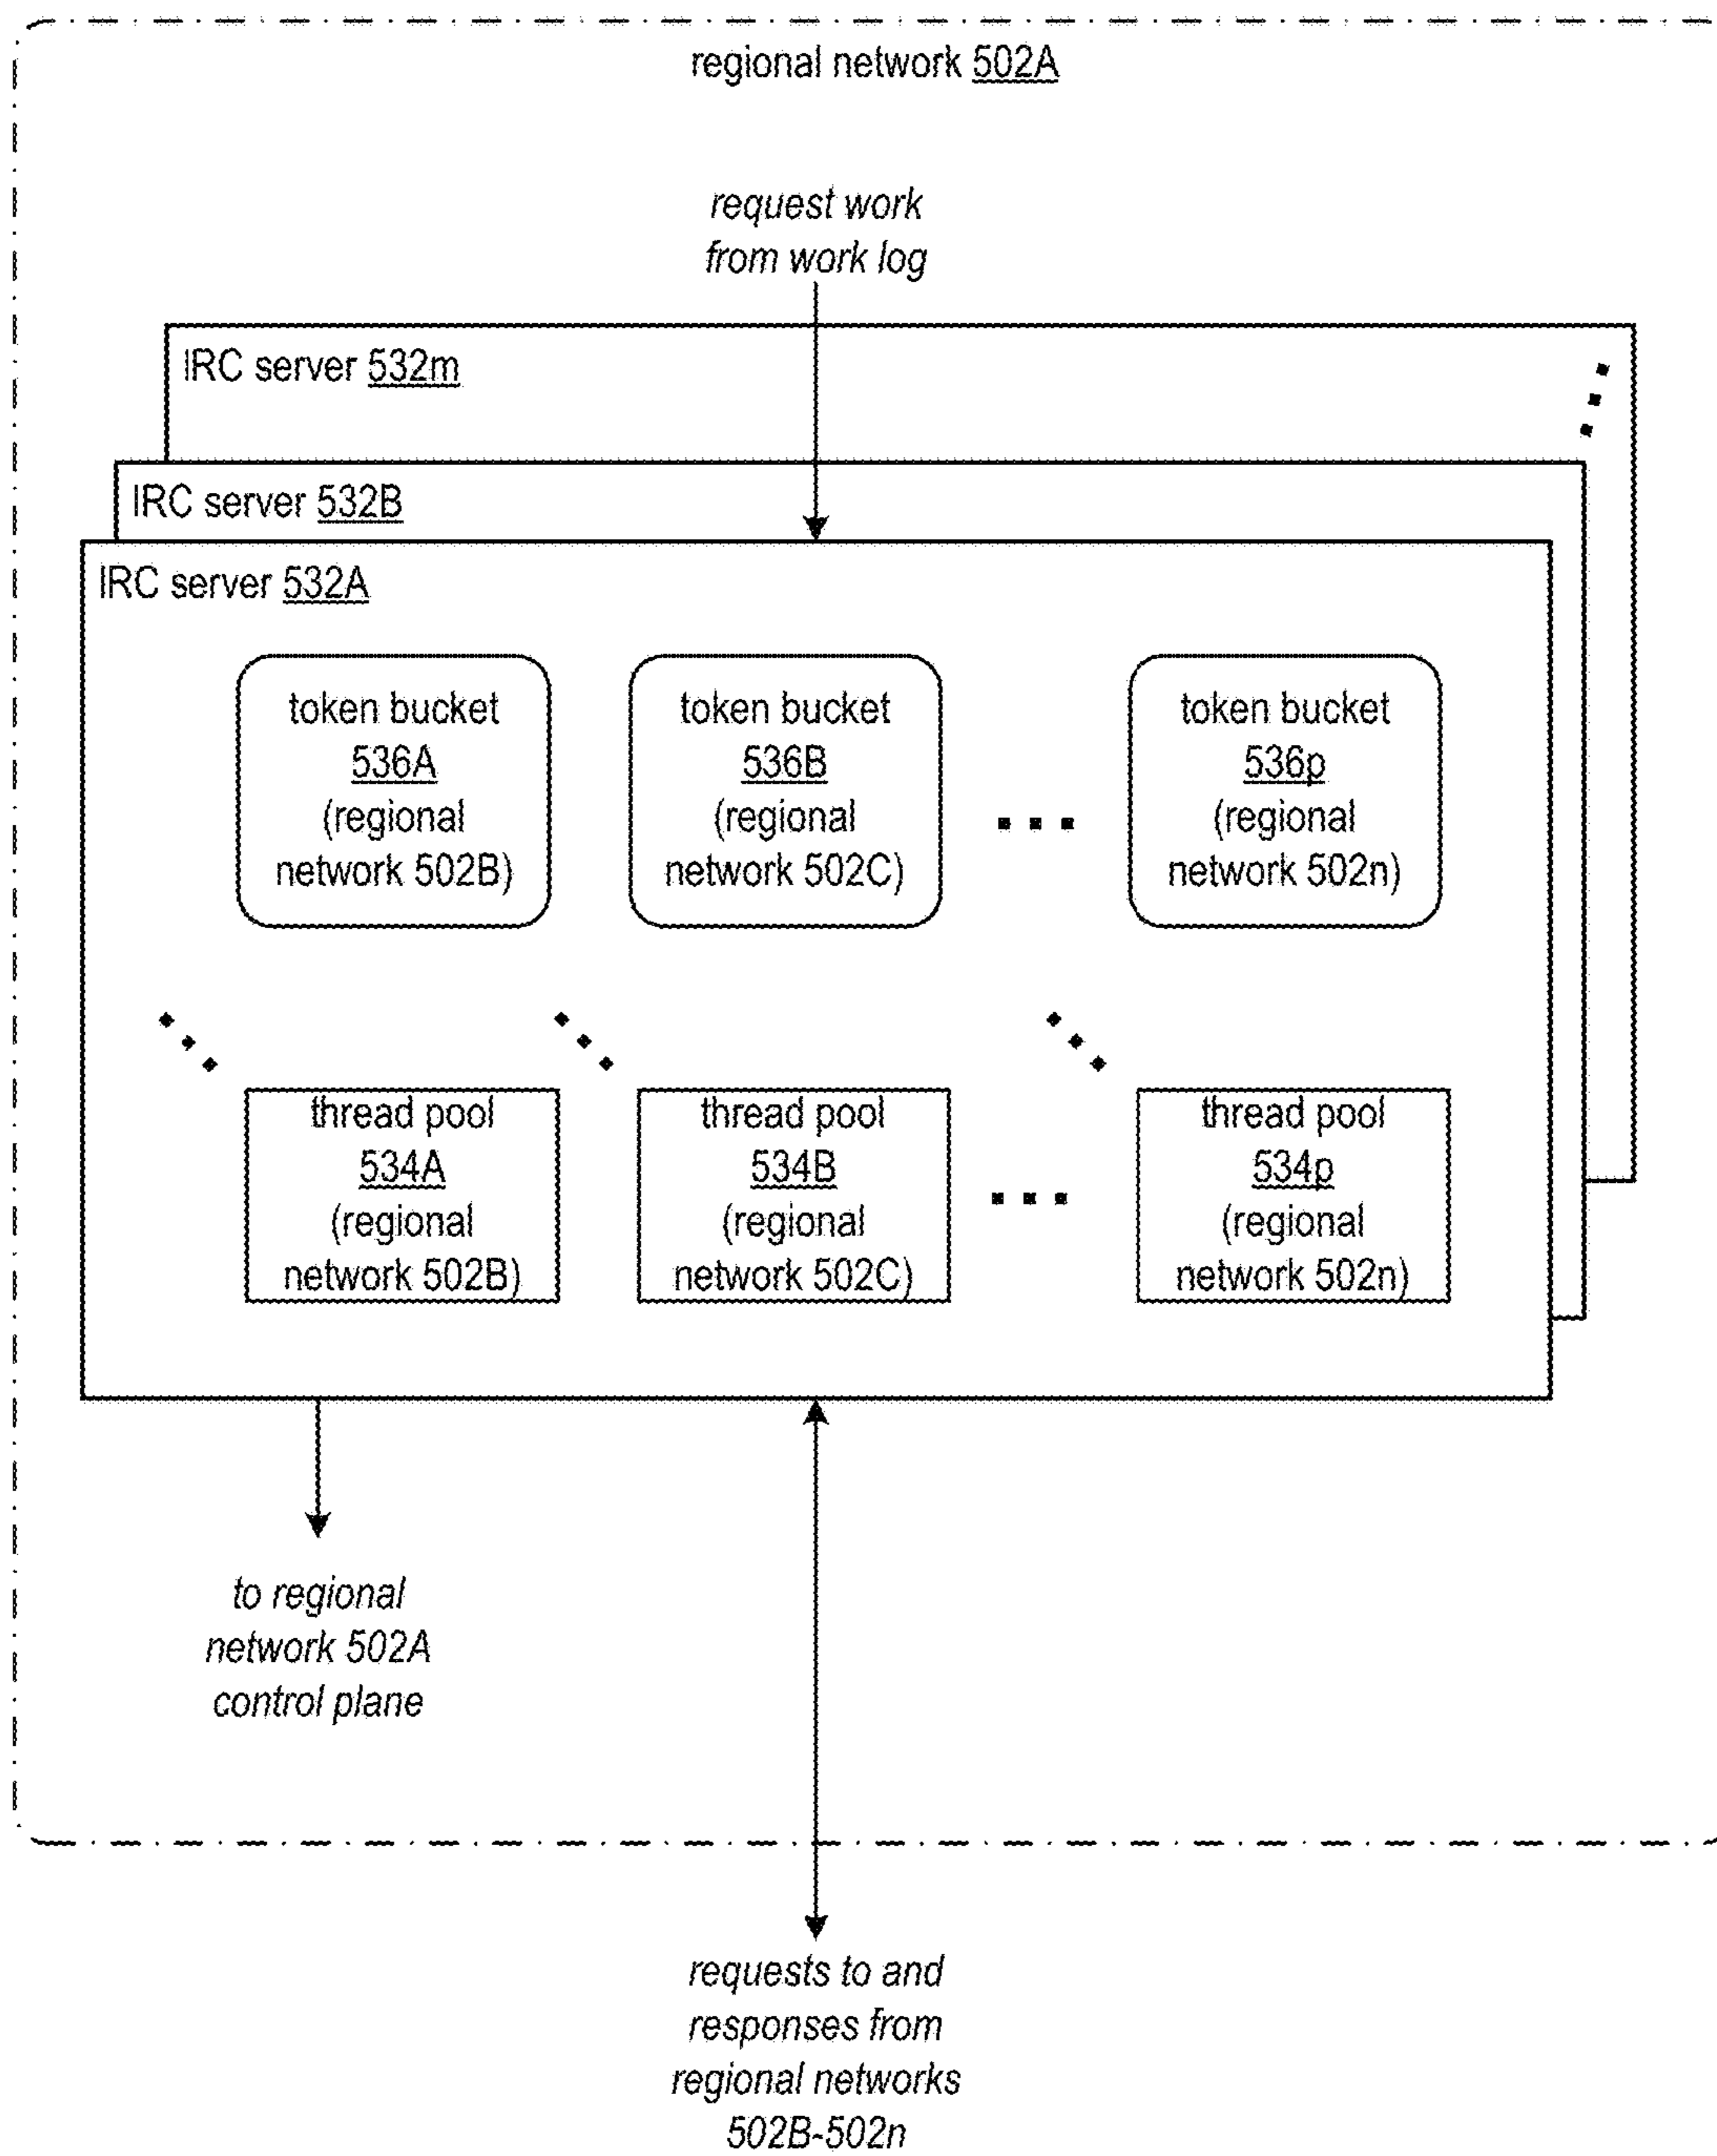 regional network 502A
request work
from work log
IRC server 532m
IRC server 532B
IRC server 532A
token bucket
536A
(regional
network 502B)
token bucket
536B
(regional
network 502C)
token bucket
536p
(regional
network 502n)
thread pool
534A
(regional
network 502B)
thread pool
534B
(regional
network 502C)
thread pool
534p
(regional
network 502n)
to regional
network 502A
control plane
requests to and
responses from
regional networks
502B-502n